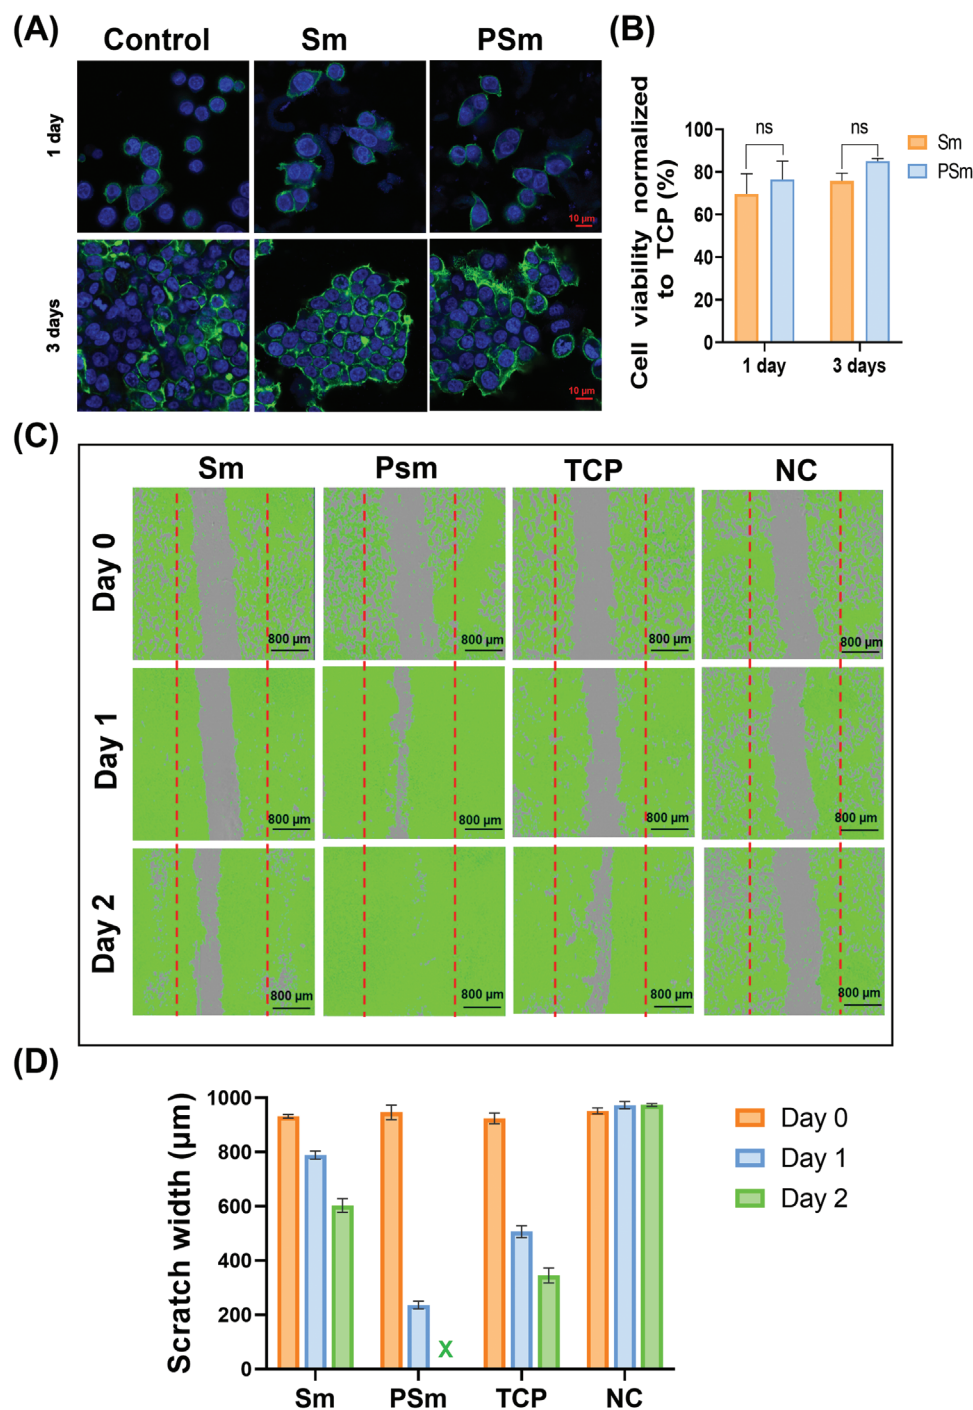 (A)
Control Sm PSm
1 day
10 µm
3 days
10 µm
(B)
Cell viability normalized
to TCP (%)
100
80
60
40
20
0
ns ns
1 day 3 days
Sm
PSm
(C)
Sm Psm TCP NC
Day 0
800 µm 800 µm 800 µm 800 µm
Day 1
800 µm 800 µm 800 µm 800 µm
Day 2
800 µm 800 µm 800 µm 800 µm
(D)
Scratch width (µm)
1000
800
600
400
200
0
X
Sm PSm TCP NC
Day 0
Day 1
Day 2